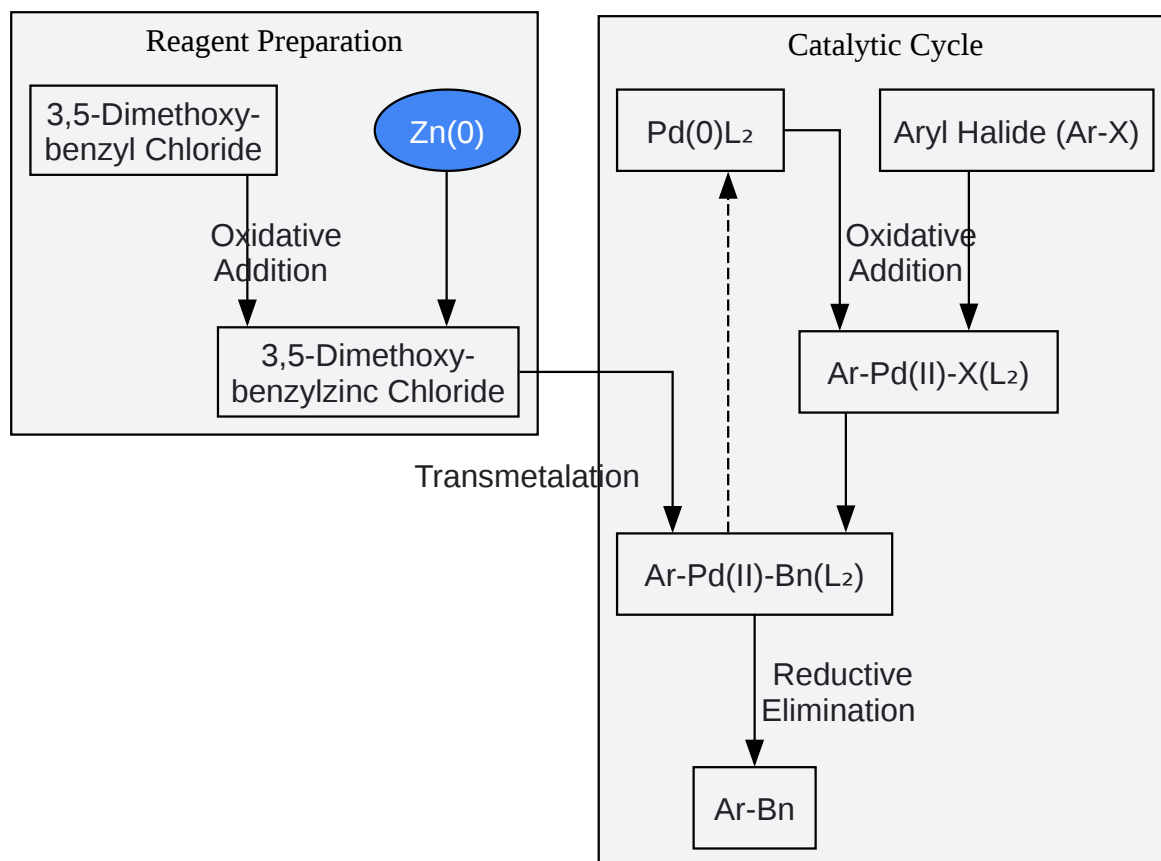 Reagent Preparation
3,5-Dimethoxy-
benzyl Chloride
Zn(0)
Oxidative
Addition
3,5-Dimethoxy-
benzylzinc Chloride
Transmetalation
Catalytic Cycle
Pd(0)L₂
Aryl Halide (Ar-X)
Oxidative
Addition
Ar-Pd(II)-X(L₂)
Ar-Pd(II)-Bn(L₂)
Reductive
Elimination
Ar-Bn